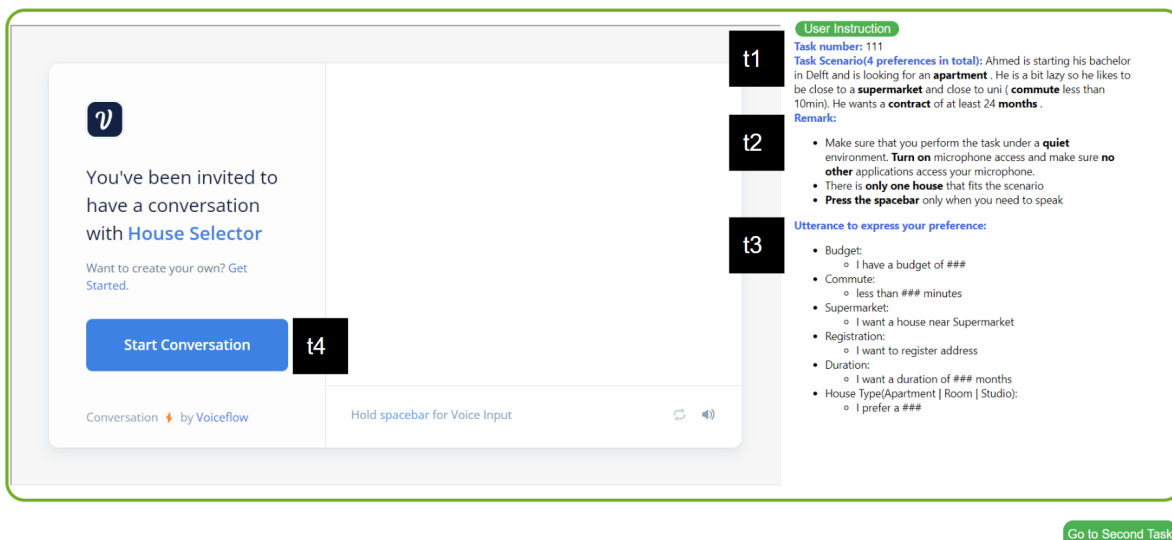 You've been invited to
have a conversation
with House Selector
Want to create your own? Get
Started.
Start Conversation
t4
Conversation by Voiceflow
Hold spacebar for Voice Input
t1
User Instruction
Task number: 111
Task Scenario(4 preferences in total): Ahmed is starting his bachelor
in Delft and is looking for an apartment . He is a bit lazy so he likes to
be close to a supermarket and close to uni ( commute less than
10min). He wants a contract of at least 24 months .
t2
Remark:
• Make sure that you perform the task under a quiet
environment. Turn on microphone access and make sure no
other applications access your microphone.
• There is only one house that fits the scenario
• Press the spacebar only when you need to speak
t3
Utterance to express your preference:
• Budget:
◦ I have a budget of ###
• Commute:
◦ less than ### minutes
• Supermarket:
◦ I want a house near Supermarket
• Registration:
◦ I want to register address
• Duration:
◦ I want a duration of ### months
• House Type(Apartment | Room | Studio):
◦ I prefer a ###
Go to Second Task